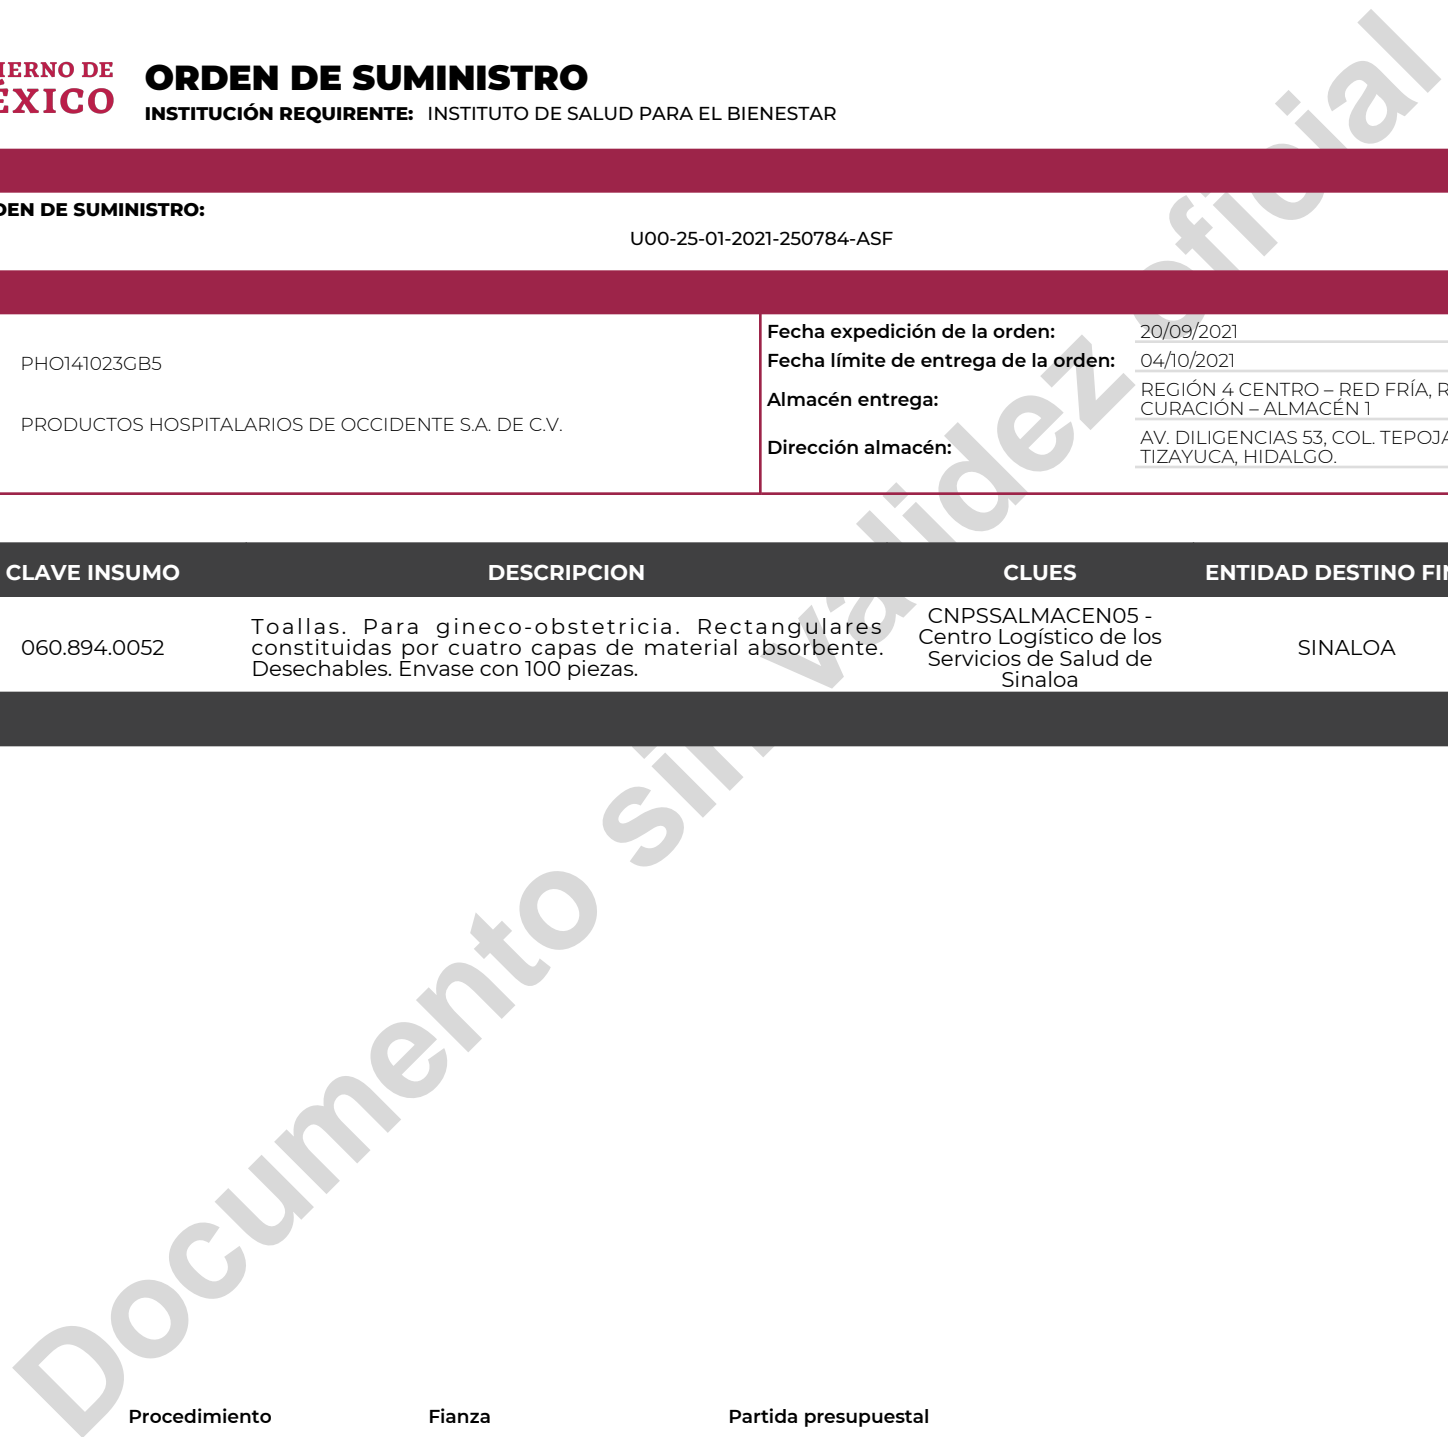 IERNO DE
ÉXICO
ORDEN DE SUMINISTRO
INSTITUCIÓN REQUIRENTE: INSTITUTO DE SALUD PARA EL BIENESTAR
DEN DE SUMINISTRO:
U00-25-01-2021-250784-ASF
PHO141023GB5
PRODUCTOS HOSPITALARIOS DE OCCIDENTE S.A. DE C.V.
Fecha expedición de la orden: 20/09/2021
Fecha límite de entrega de la orden: 04/10/2021
Almacén entrega: REGIÓN 4 CENTRO – RED FRÍA, R
CURACIÓN – ALMACÉN 1
Dirección almacén: AV. DILIGENCIAS 53, COL. TEPOJA
TIZAYUCA, HIDALGO.
CLAVE INSUMO DESCRIPCION CLUES ENTIDAD DESTINO FIN
060.894.0052
Toallas. Para gineco-obstetricia. Rectangulares
constituidas por cuatro capas de material absorbente.
Desechables. Envase con 100 piezas.
CNPSSALMACEN05 -
Centro Logístico de los
Servicios de Salud de
Sinaloa
SINALOA
Documento sin validez oficial
Procedimiento Fianza Partida presupuestal